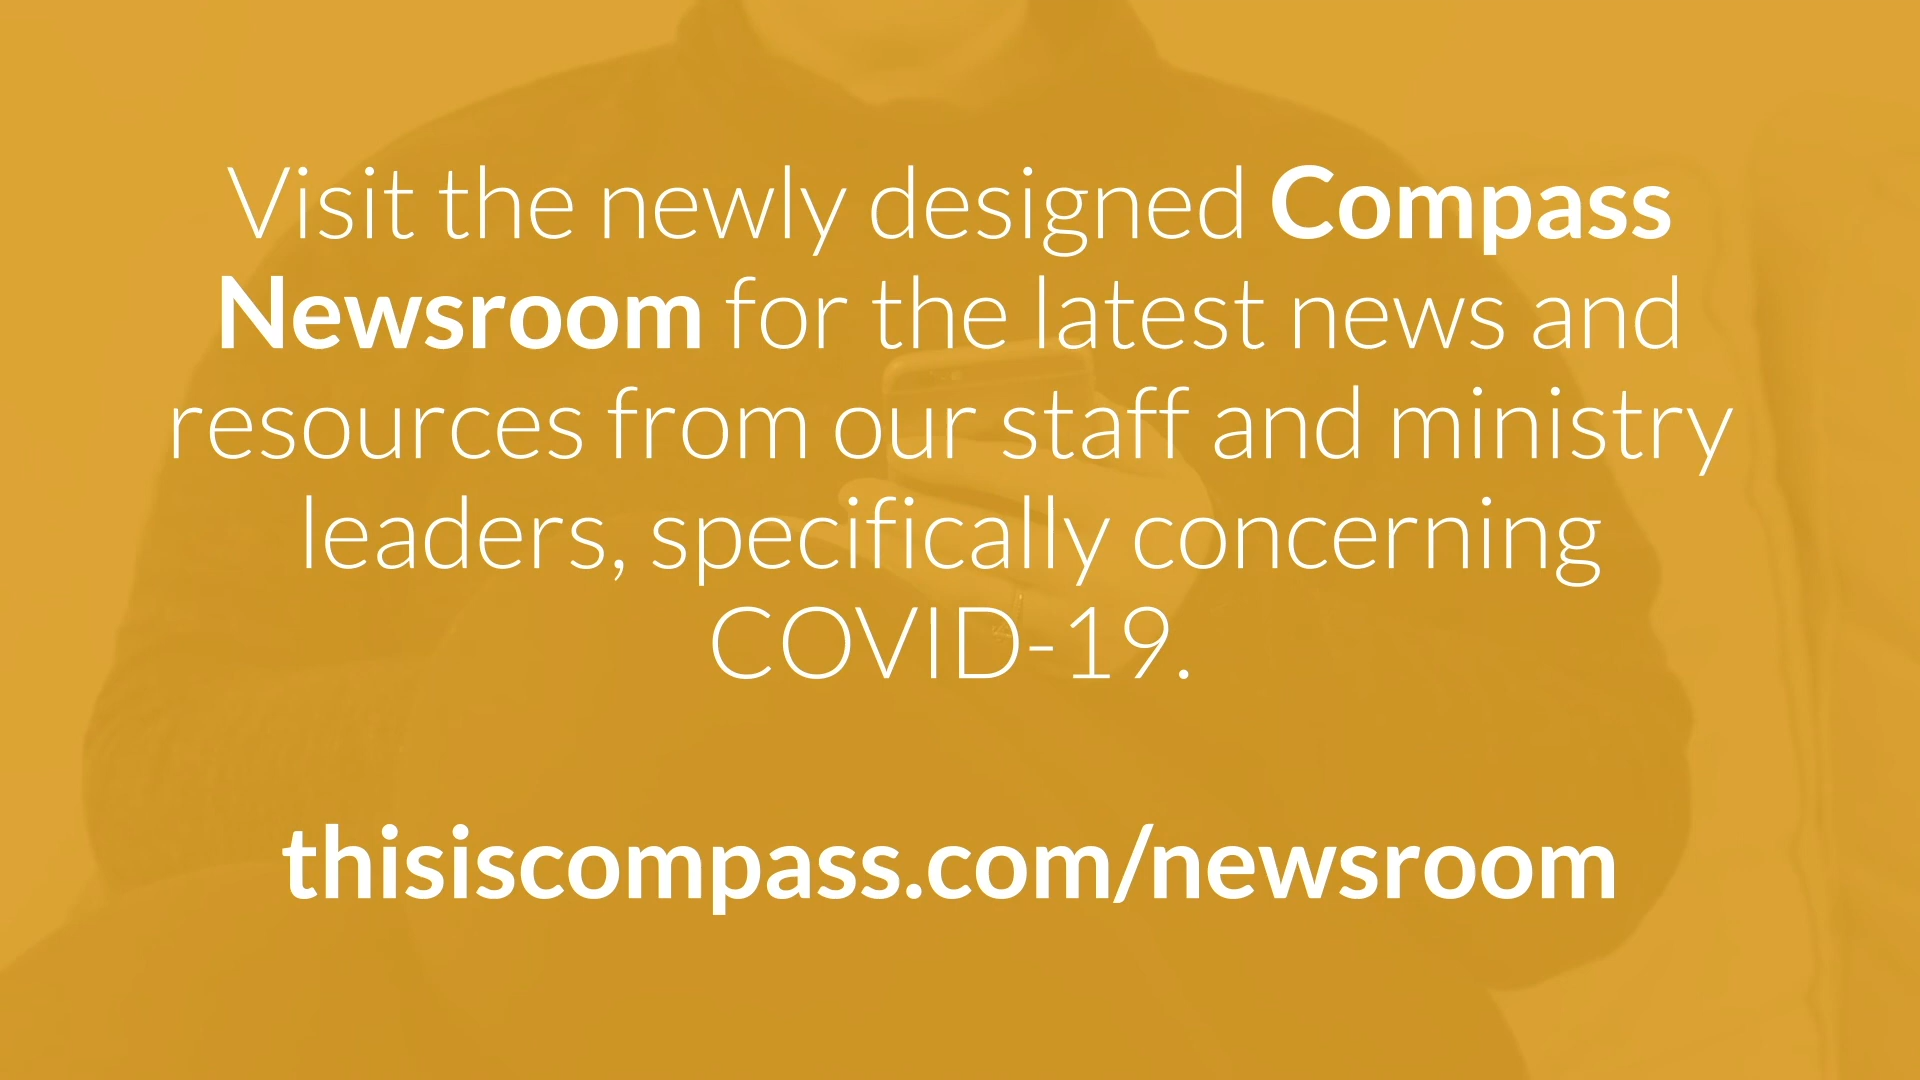 Visit the newly designed Compass
Newsroom for the latest news and
resources from our staff and ministry
leaders, specifically concerning
COVID-19.
thisiscompass.com/newsroom